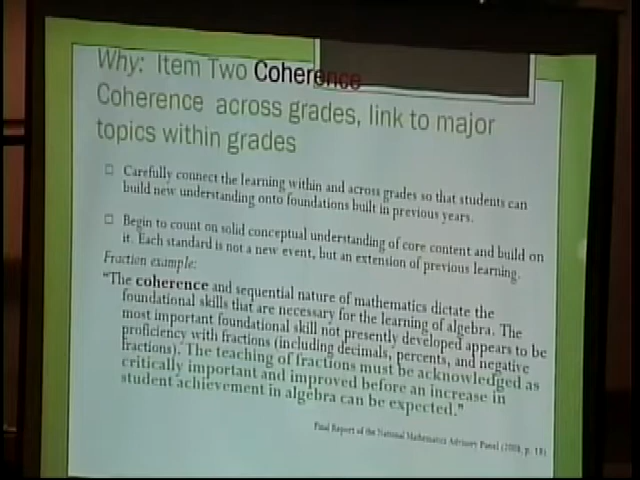 Why: Item Two Coherence
Coherence across grades, link to major
topics within grades
Carefully connect the learning within and across grades so that students can
build new understanding onto foundations built in previous years.
Begin to count on solid conceptual understanding of core content and build on
it. Each standard is not a new event, but an extension of previous learning.
Fraction example:
“The coherence and sequential nature of mathematics dictate the
foundational skills that are necessary for the learning of algebra. The
most important foundational skill not presently developed appears to be
proficiency with fractions (including decimals, percents, and negative
fractions). The teaching of fractions must be acknowledged as
critically important and improved before an increase in
student achievement in algebra can be expected.”
Final Report of the National Mathematics Advisory Panel (2008, p. 18)